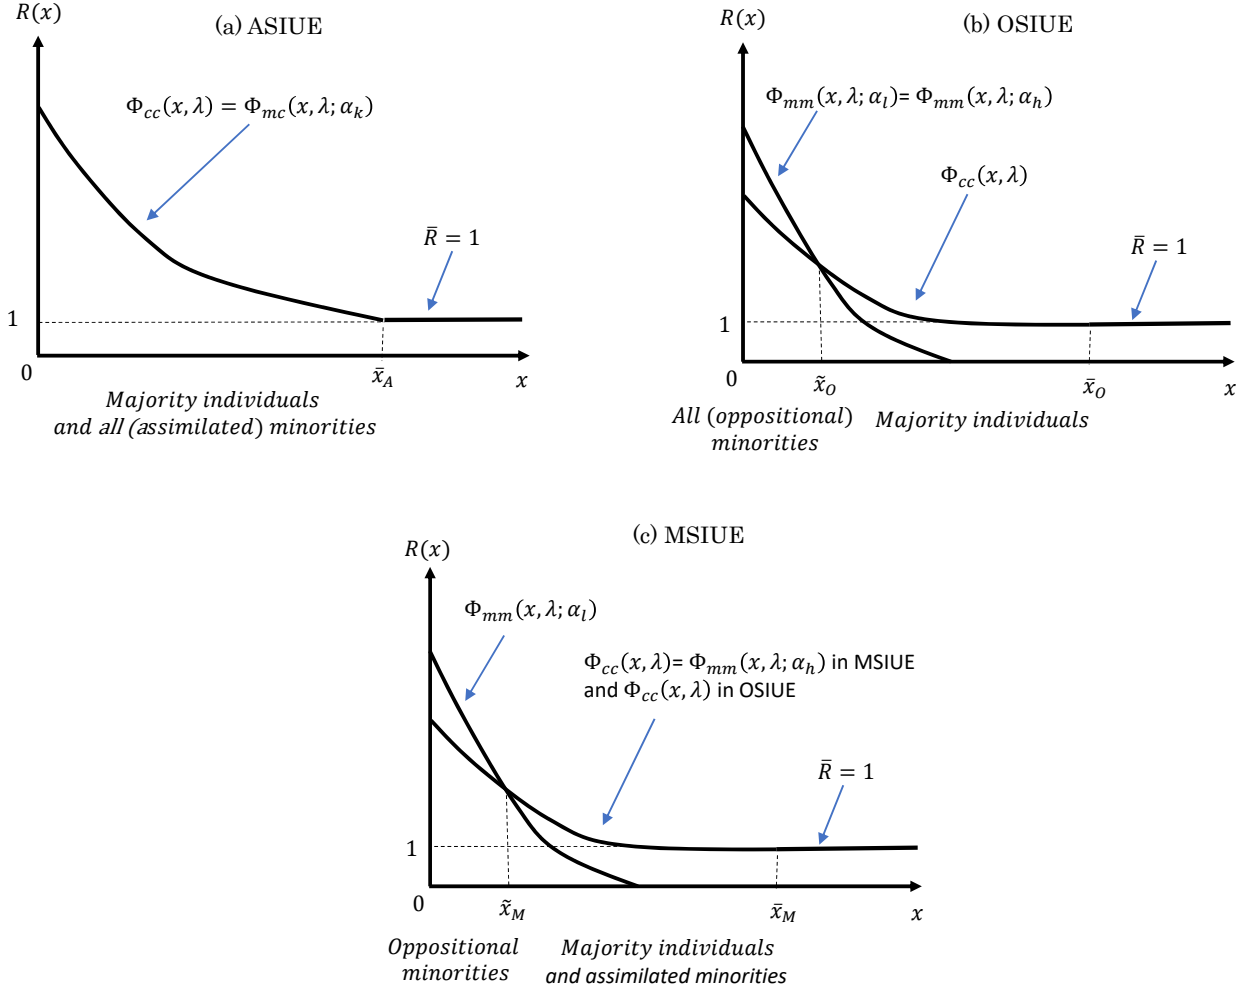 (a) ASIUE
R(x)
Φcc(x, λ) = Φmc(x, λ; αk)
R̄ = 1
1
0
x̄A
x
Majority individuals
and all (assimilated) minorities
(b) OSIUE
R(x)
Φmm(x, λ; αl)= Φmm(x, λ; αh)
Φcc(x, λ)
R̄ = 1
1
0
x̃O
x̄O
x
All (oppositional)
minorities
Majority individuals
(c) MSIUE
R(x)
Φmm(x, λ; αl)
Φcc(x, λ)= Φmm(x, λ; αh) in MSIUE
and Φcc(x, λ) in OSIUE
R̄ = 1
1
0
x̃M
x̄M
x
Oppositional
minorities
Majority individuals
and assimilated minorities